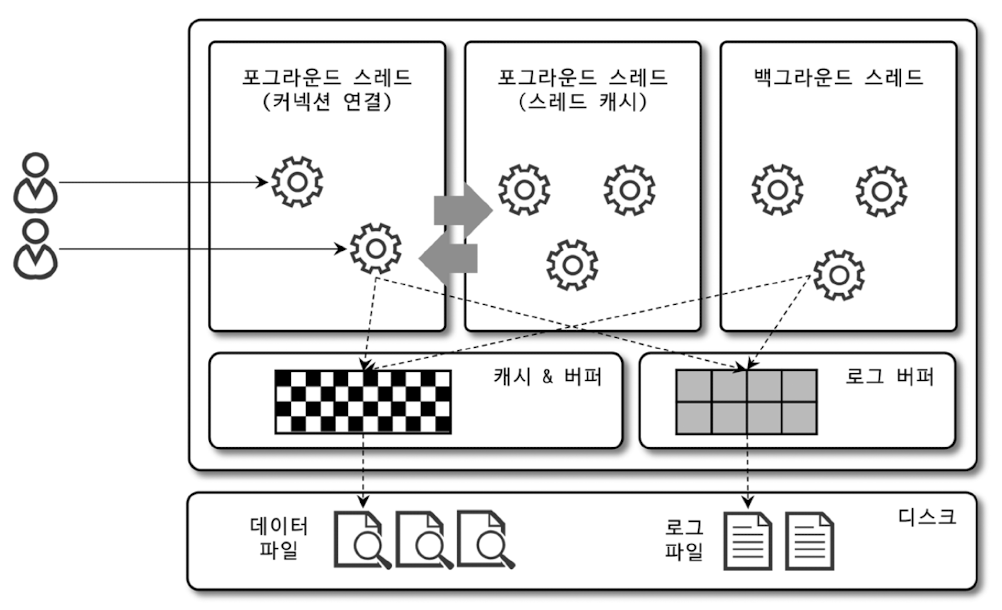 포그라운드 스레드
(커넥션 연결)
포그라운드 스레드
(스레드 캐시)
백그라운드 스레드
캐시 & 버퍼
로그 버퍼
디스크
데이터
파일
로그
파일